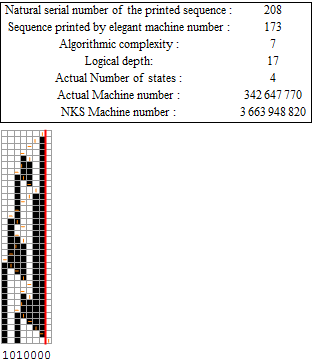 Natural serial number of the printed sequence : 208
Sequence printed by elegant machine number : 173
Algorithmic complexity : 7
Logical depth: 17
Actual Number of states : 4
Actual Machine number : 342 647 770
NKS Machine number : 3 663 948 820
1010000